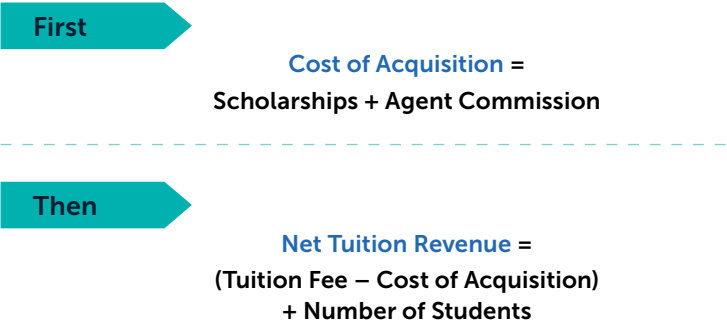 First
Cost of Acquisition =
Scholarships + Agent Commission
Then
Net Tuition Revenue =
(Tuition Fee – Cost of Acquisition)
+ Number of Students